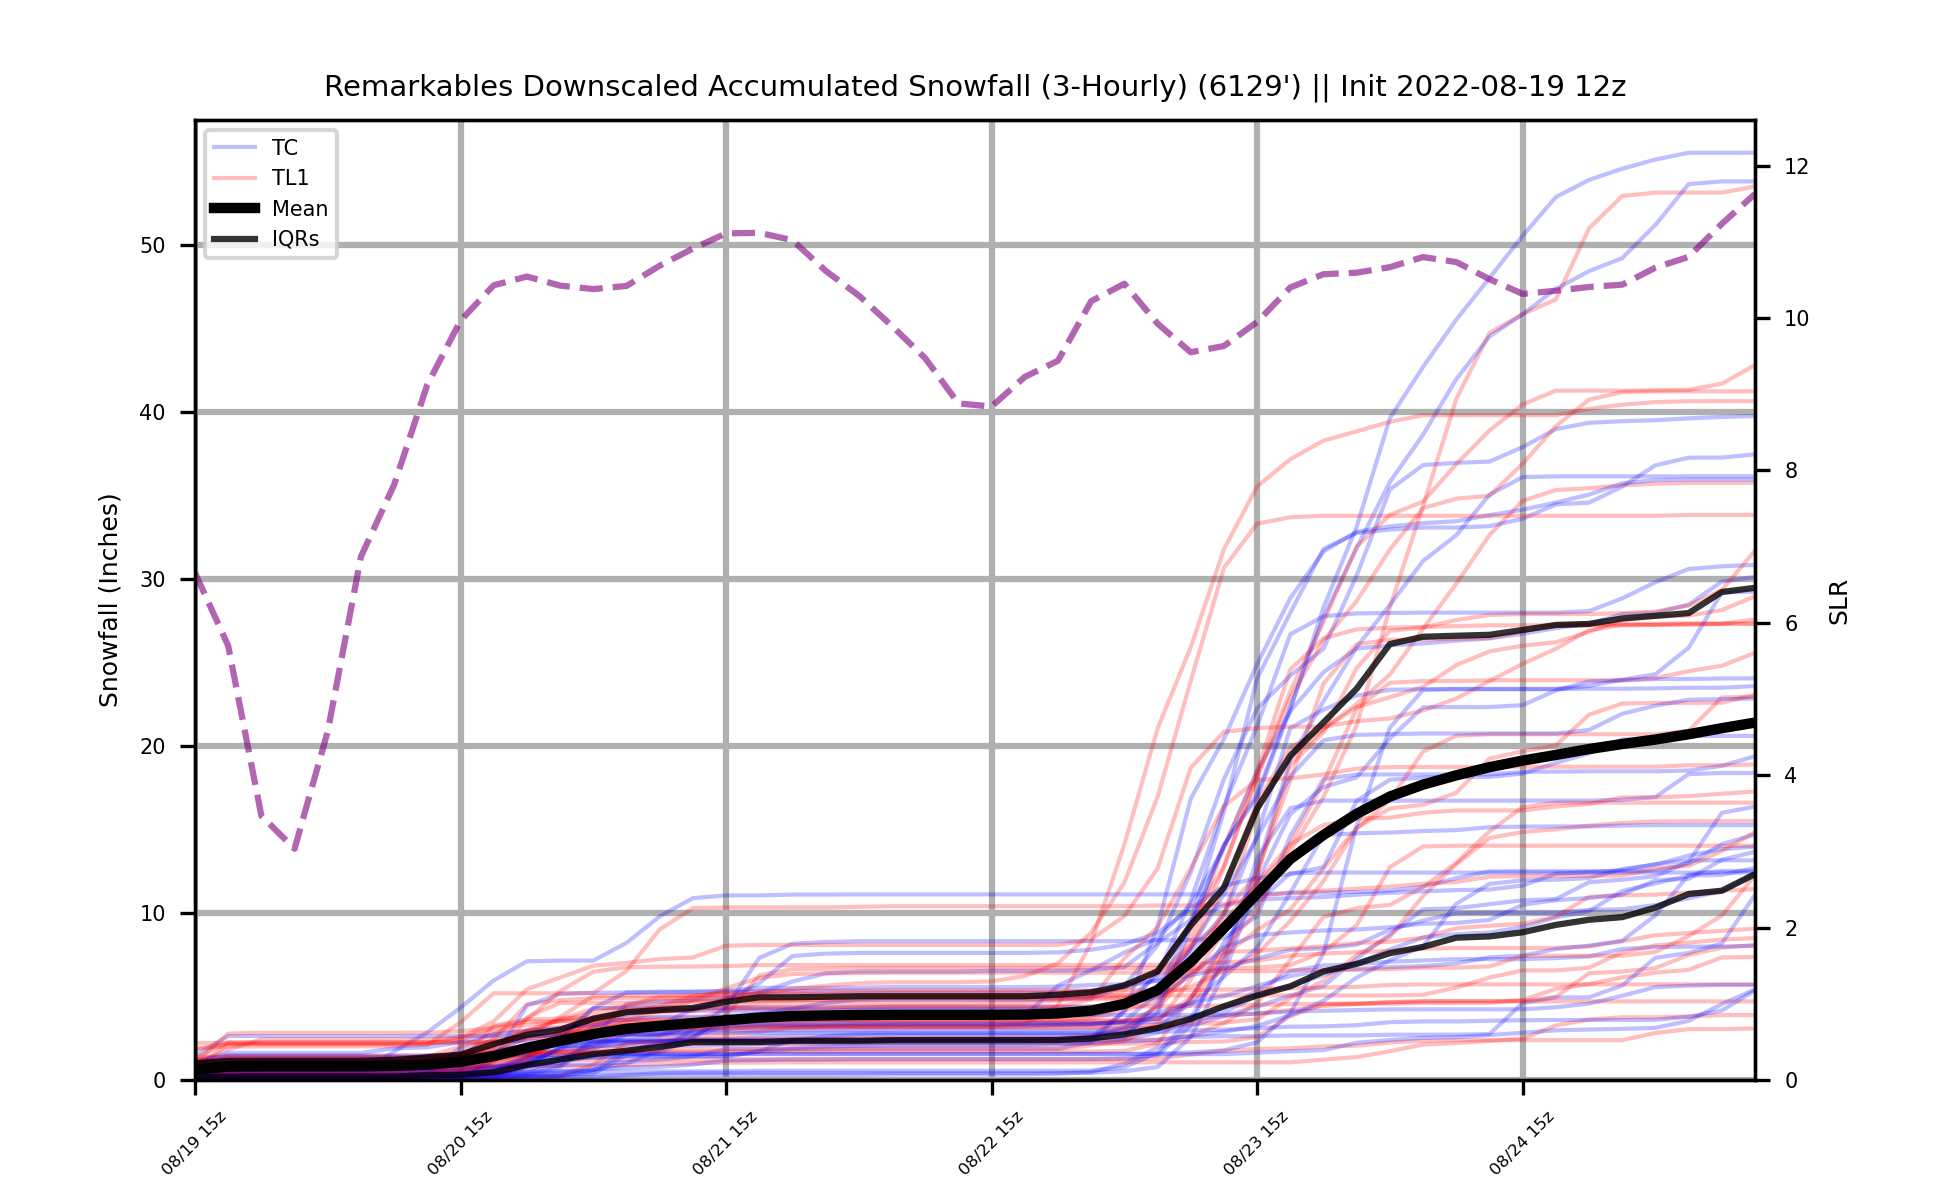 Remarkables Downscaled Accumulated Snowfall (3-Hourly) (6129') || Init 2022-08-19 12z
TC
TL1
Mean
IQRs
Snowfall (Inches)
50
40
30
20
10
0
12
10
8
6
4
2
0
SLR
08/19 15z
08/20 15z
08/21 15z
08/22 15z
08/23 15z
08/24 15z